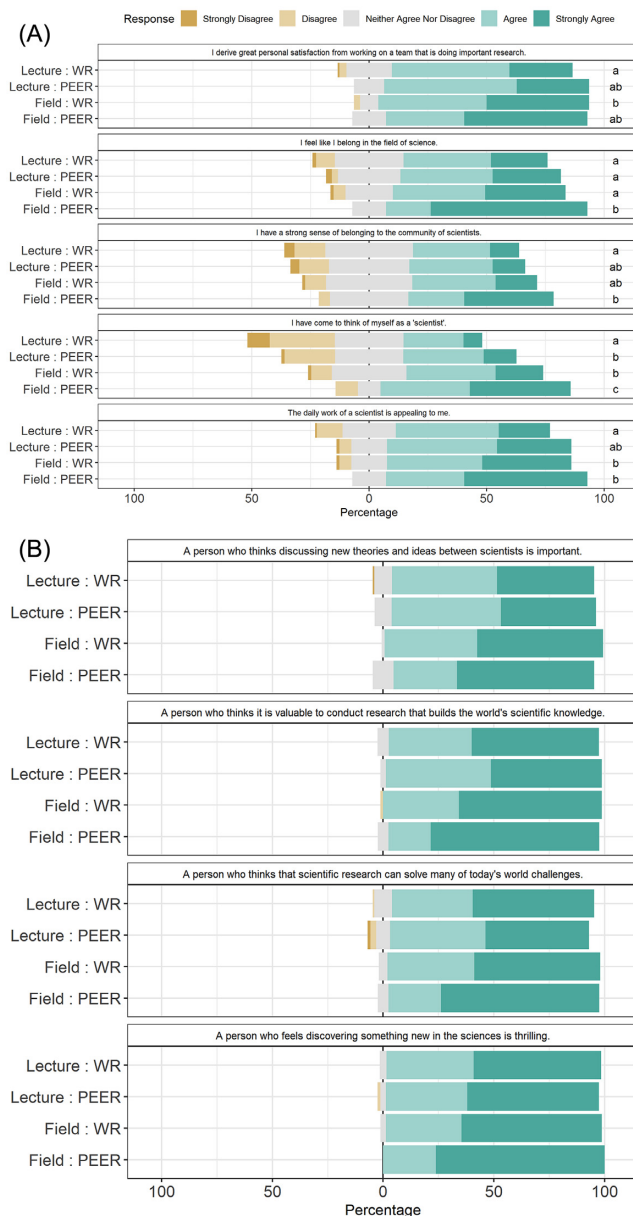 Response Strongly Disagree Disagree Neither Agree Nor Disagree Agree Strongly Agree
(A)
I derive great personal satisfaction from working on a team that is doing important research.
Lecture : WR a
Lecture : PEER ab
Field : WR b
Field : PEER ab
I feel like I belong in the field of science.
Lecture : WR a
Lecture : PEER a
Field : WR a
Field : PEER b
I have a strong sense of belonging to the community of scientists.
Lecture : WR a
Lecture : PEER ab
Field : WR ab
Field : PEER b
I have come to think of myself as a 'scientist'.
Lecture : WR a
Lecture : PEER b
Field : WR b
Field : PEER c
The daily work of a scientist is appealing to me.
Lecture : WR a
Lecture : PEER ab
Field : WR b
Field : PEER b
100 50 0 50 100
Percentage
(B)
A person who thinks discussing new theories and ideas between scientists is important.
Lecture : WR
Lecture : PEER
Field : WR
Field : PEER
A person who thinks it is valuable to conduct research that builds the world's scientific knowledge.
Lecture : WR
Lecture : PEER
Field : WR
Field : PEER
A person who thinks that scientific research can solve many of today's world challenges.
Lecture : WR
Lecture : PEER
Field : WR
Field : PEER
A person who feels discovering something new in the sciences is thrilling.
Lecture : WR
Lecture : PEER
Field : WR
Field : PEER
100 50 0 50 100
Percentage